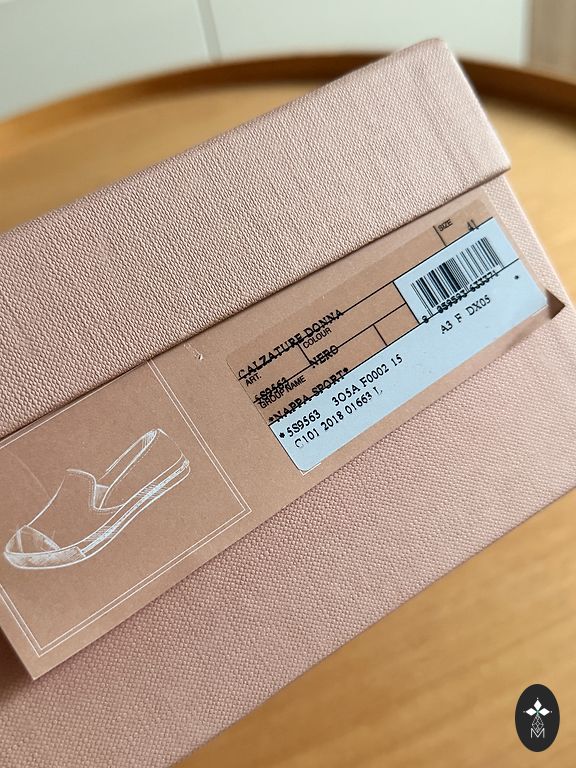 SIZE 41
CALZATURE DONNA
ART. COLOUR
5S9563 NERO
GROUP NAME
*NAPPA SPORT*
*5S9563 3O5A F0002 15
A3 F DX05 *
C101 2018 01663 L
M